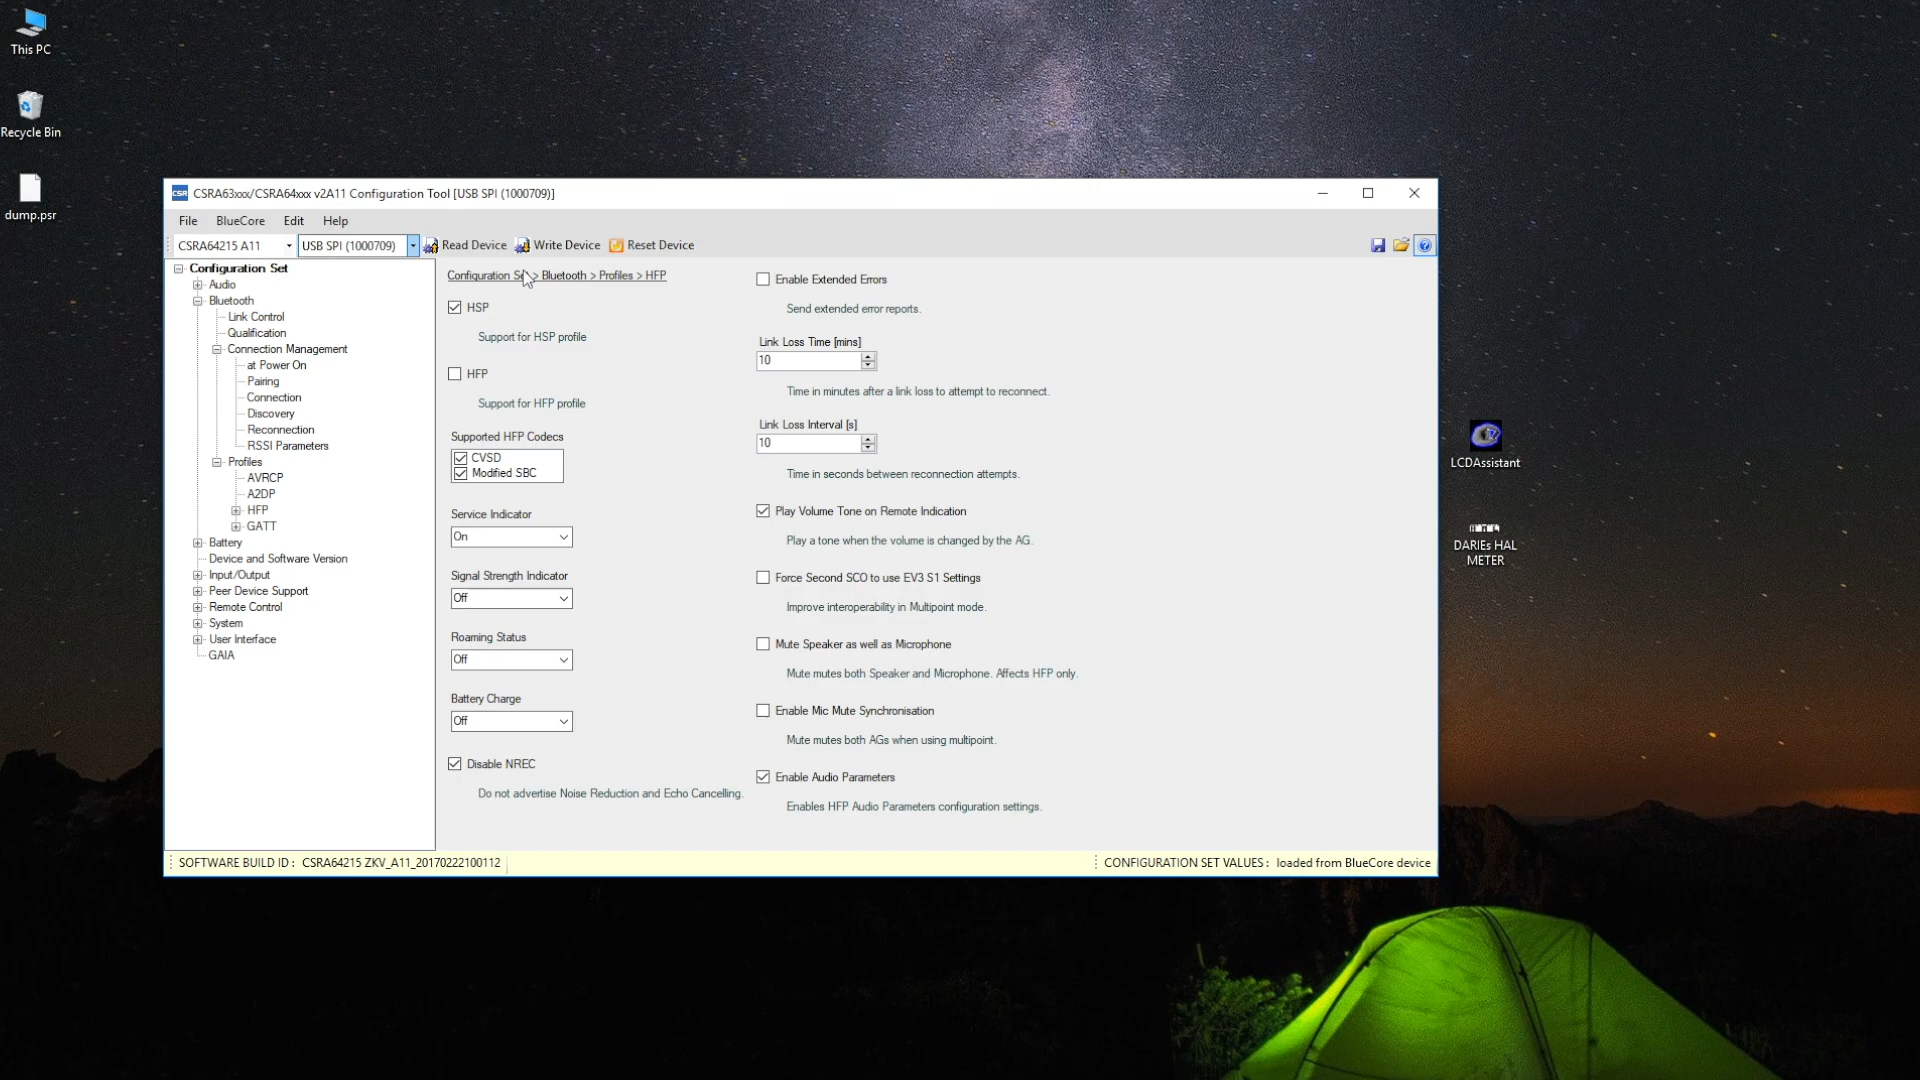 This PC
Recycle Bin
dump.psr
CSR CSRA63xxx/CSRA64xxx v2A11 Configuration Tool [USB SPI (1000709)]
File BlueCore Edit Help
CSRA64215 A11 USB SPI (1000709) Read Device Write Device Reset Device
Configuration Set
Audio
Bluetooth
Link Control
Qualification
Connection Management
at Power On
Pairing
Connection
Discovery
Reconnection
RSSI Parameters
Profiles
AVRCP
A2DP
HFP
GATT
Battery
Device and Software Version
Input/Output
Peer Device Support
Remote Control
System
User Interface
GAIA
Configuration Set > Bluetooth > Profiles > HFP
HSP
Support for HSP profile
HFP
Support for HFP profile
Supported HFP Codecs
CVSD
Modified SBC
Service Indicator
On
Signal Strength Indicator
Off
Roaming Status
Off
Battery Charge
Off
Disable NREC
Do not advertise Noise Reduction and Echo Cancelling.
Enable Extended Errors
Send extended error reports.
Link Loss Time [mins]
10
Time in minutes after a link loss to attempt to reconnect.
Link Loss Interval [s]
10
Time in seconds between reconnection attempts.
Play Volume Tone on Remote Indication
Play a tone when the volume is changed by the AG.
Force Second SCO to use EV3 S1 Settings
Improve interoperability in Multipoint mode.
Mute Speaker as well as Microphone
Mute mutes both Speaker and Microphone. Affects HFP only.
Enable Mic Mute Synchronisation
Mute mutes both AGs when using multipoint.
Enable Audio Parameters
Enables HFP Audio Parameters configuration settings.
SOFTWARE BUILD ID : CSRA64215 ZKV_A11_20170222100112
CONFIGURATION SET VALUES : loaded from BlueCore device
LCDAssistant
DARIEs HAL
METER